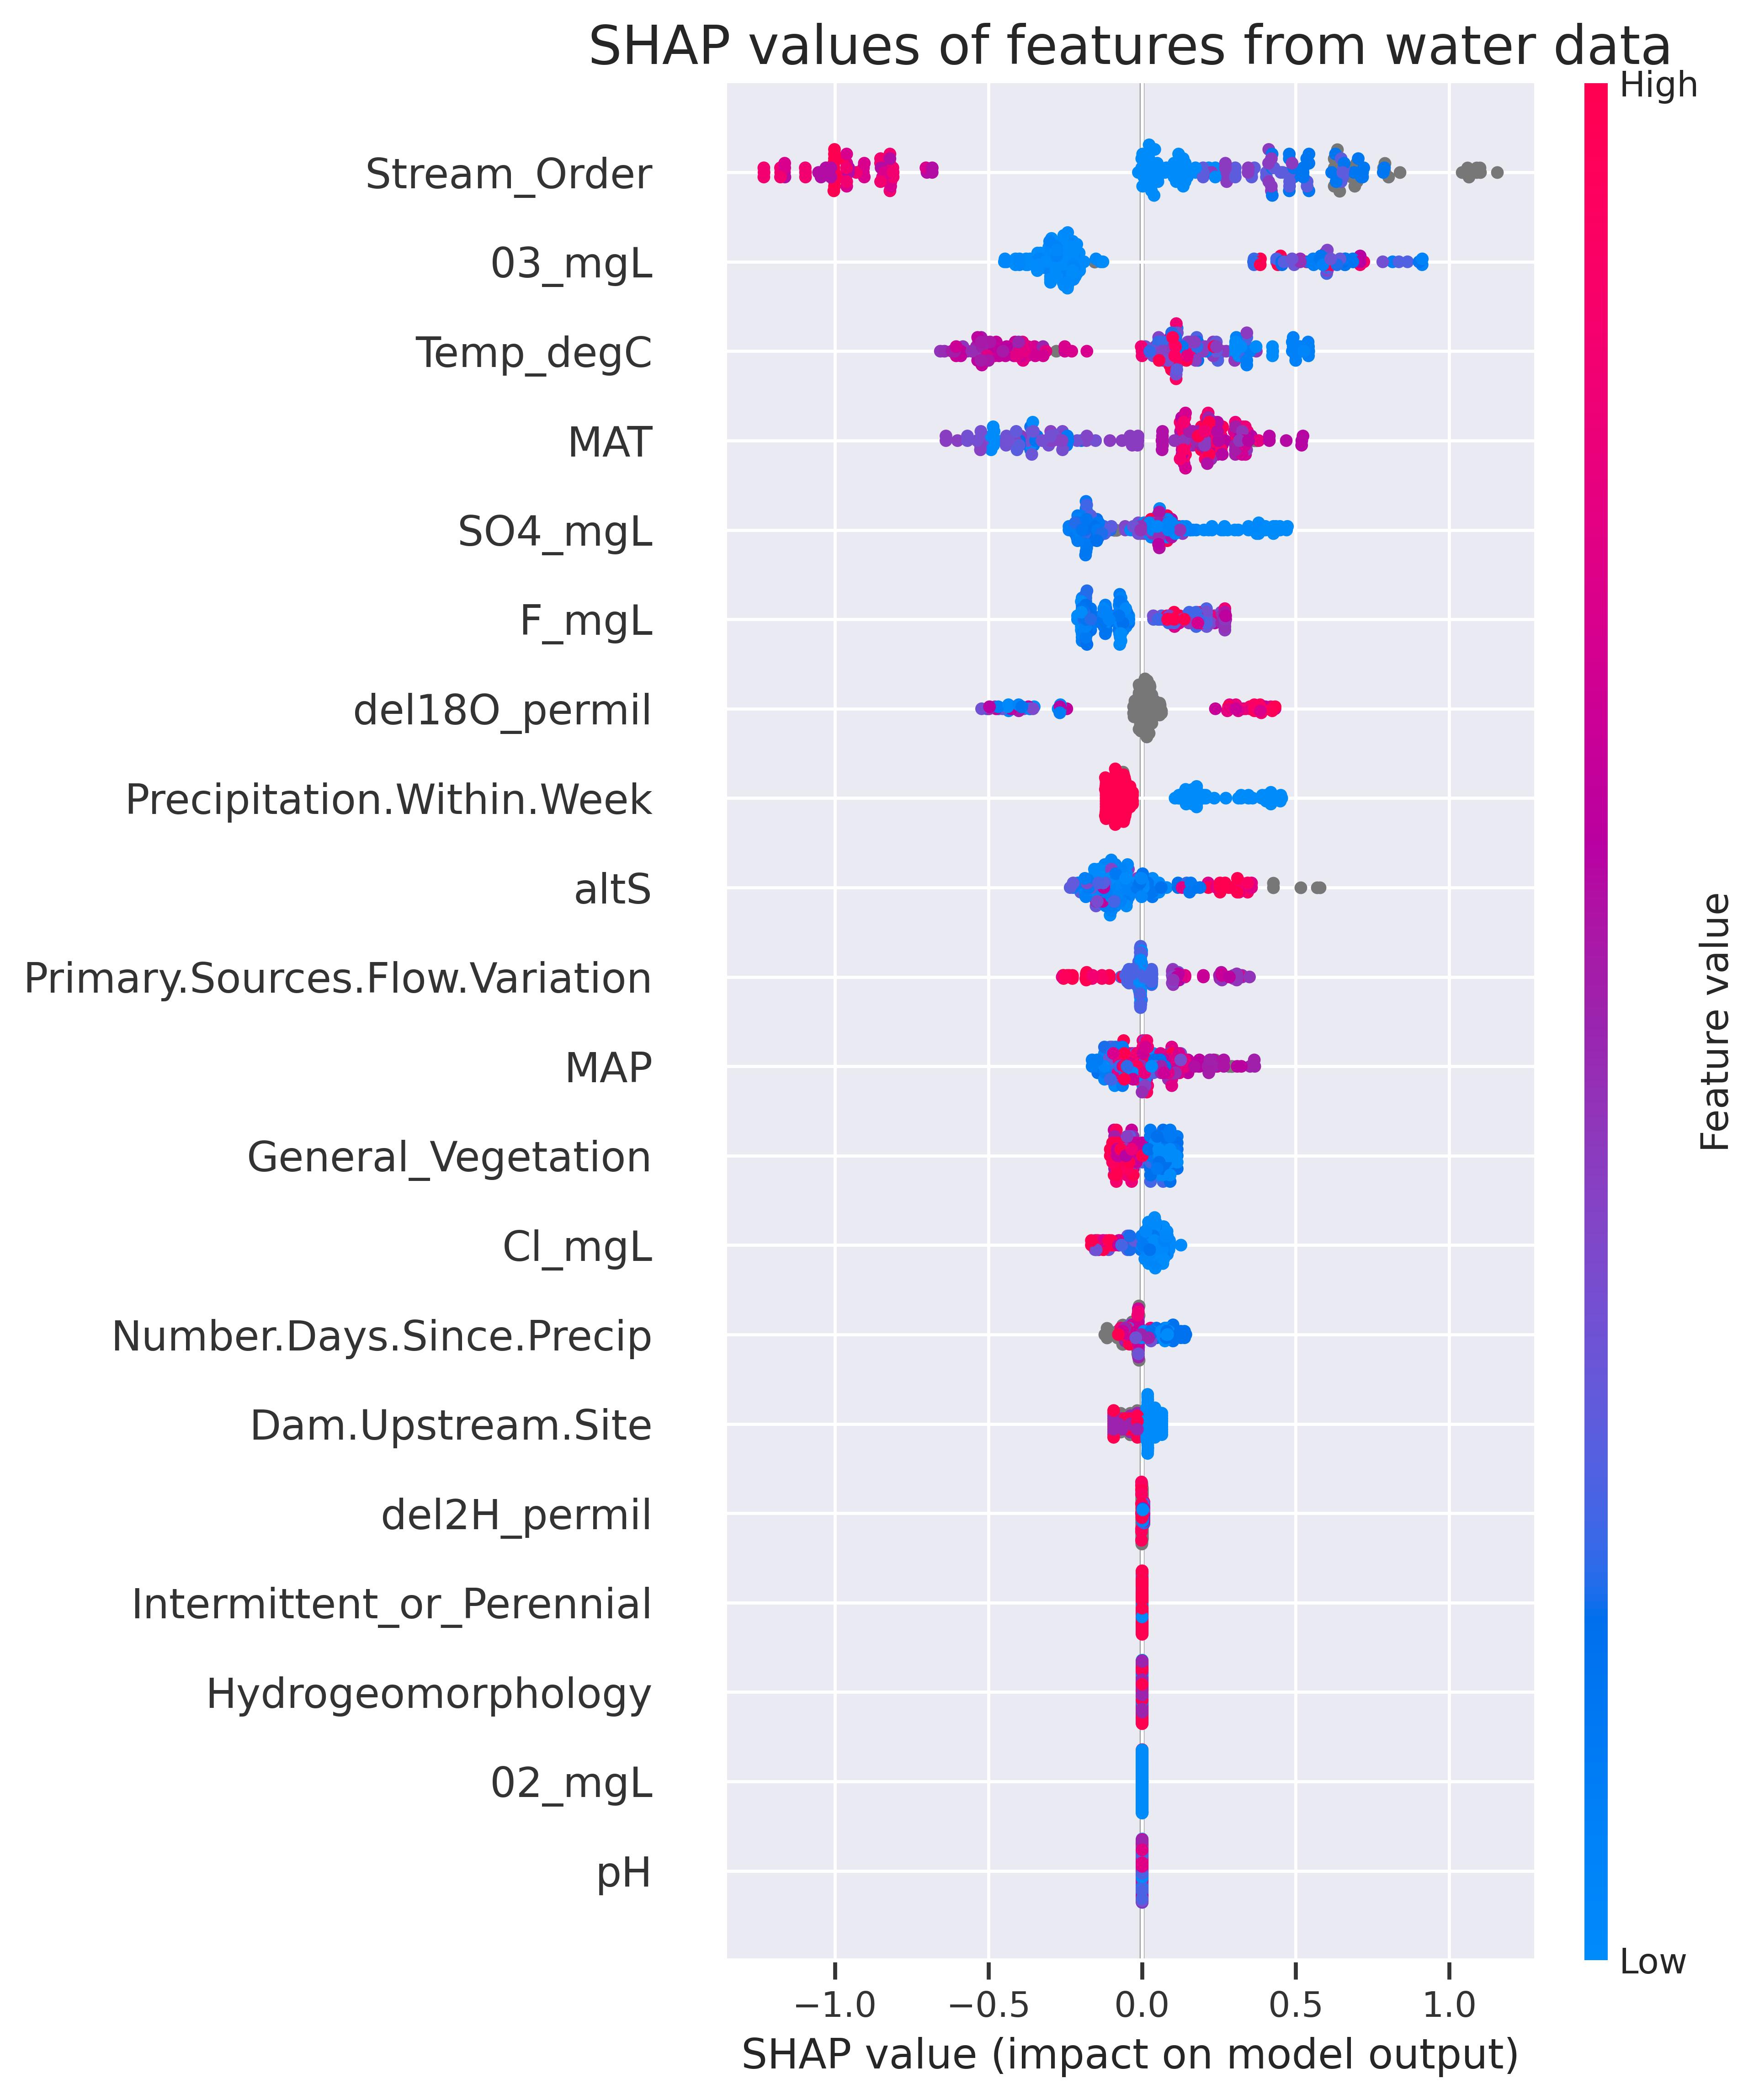 SHAP values of features from water data
High
Stream_Order
03_mgL
Temp_degC
MAT
SO4_mgL
F_mgL
del18O_permil
Precipitation.Within.Week
altS
Primary.Sources.Flow.Variation
MAP
General_Vegetation
Cl_mgL
Number.Days.Since.Precip
Dam.Upstream.Site
del2H_permil
Intermittent_or_Perennial
Hydrogeomorphology
02_mgL
pH
Feature value
Low
−1.0 −0.5 0.0 0.5 1.0
SHAP value (impact on model output)